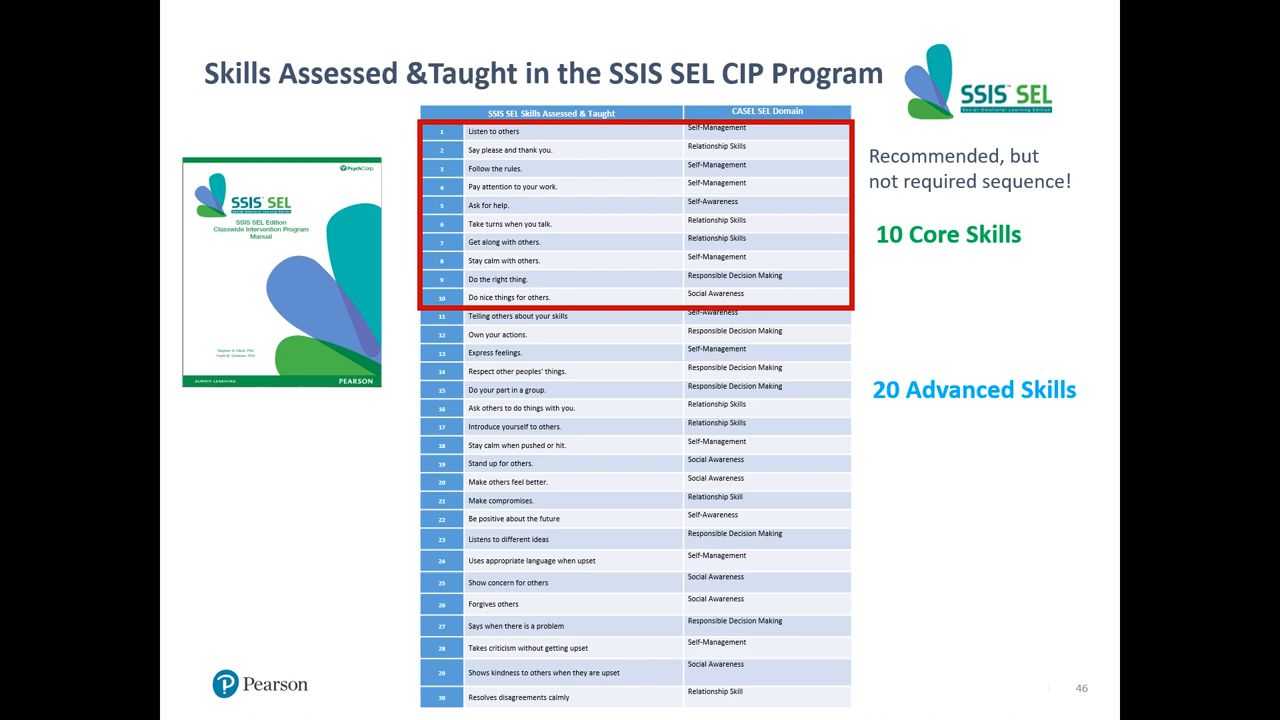 Skills Assessed &Taught in the SSIS SEL CIP Program
SSIS™ SEL
Social-Emotional Learning Edition
SSIS SEL Skills Assessed & Taught CASEL SEL Domain
1 Listen to others Self-Management
2 Say please and thank you. Relationship Skills
3 Follow the rules. Self-Management
4 Pay attention to your work. Self-Management
5 Ask for help. Self-Awareness
6 Take turns when you talk. Relationship Skills
7 Get along with others. Relationship Skills
8 Stay calm with others. Self-Management
9 Do the right thing. Responsible Decision Making
10 Do nice things for others. Social Awareness
11 Telling others about your skills Self-Awareness
12 Own your actions. Responsible Decision Making
13 Express feelings. Self-Management
14 Respect other peoples' things. Responsible Decision Making
15 Do your part in a group. Responsible Decision Making
16 Ask others to do things with you. Relationship Skills
17 Introduce yourself to others. Relationship Skills
18 Stay calm when pushed or hit. Self-Management
19 Stand up for others. Social Awareness
20 Make others feel better. Social Awareness
21 Make compromises. Relationship Skill
22 Be positive about the future Self-Awareness
23 Listens to different ideas Responsible Decision Making
24 Uses appropriate language when upset Self-Management
25 Show concern for others Social Awareness
26 Forgives others Social Awareness
27 Says when there is a problem Responsible Decision Making
28 Takes criticism without getting upset Self-Management
29 Shows kindness to others when they are upset Social Awareness
30 Resolves disagreements calmly Relationship Skill
Recommended, but
not required sequence!
10 Core Skills
20 Advanced Skills
PsychCorp
SSIS™ SEL
SSIS SEL Edition
Classwide Intervention Program
Manual
ALWAYS LEARNING PEARSON
Pearson
46